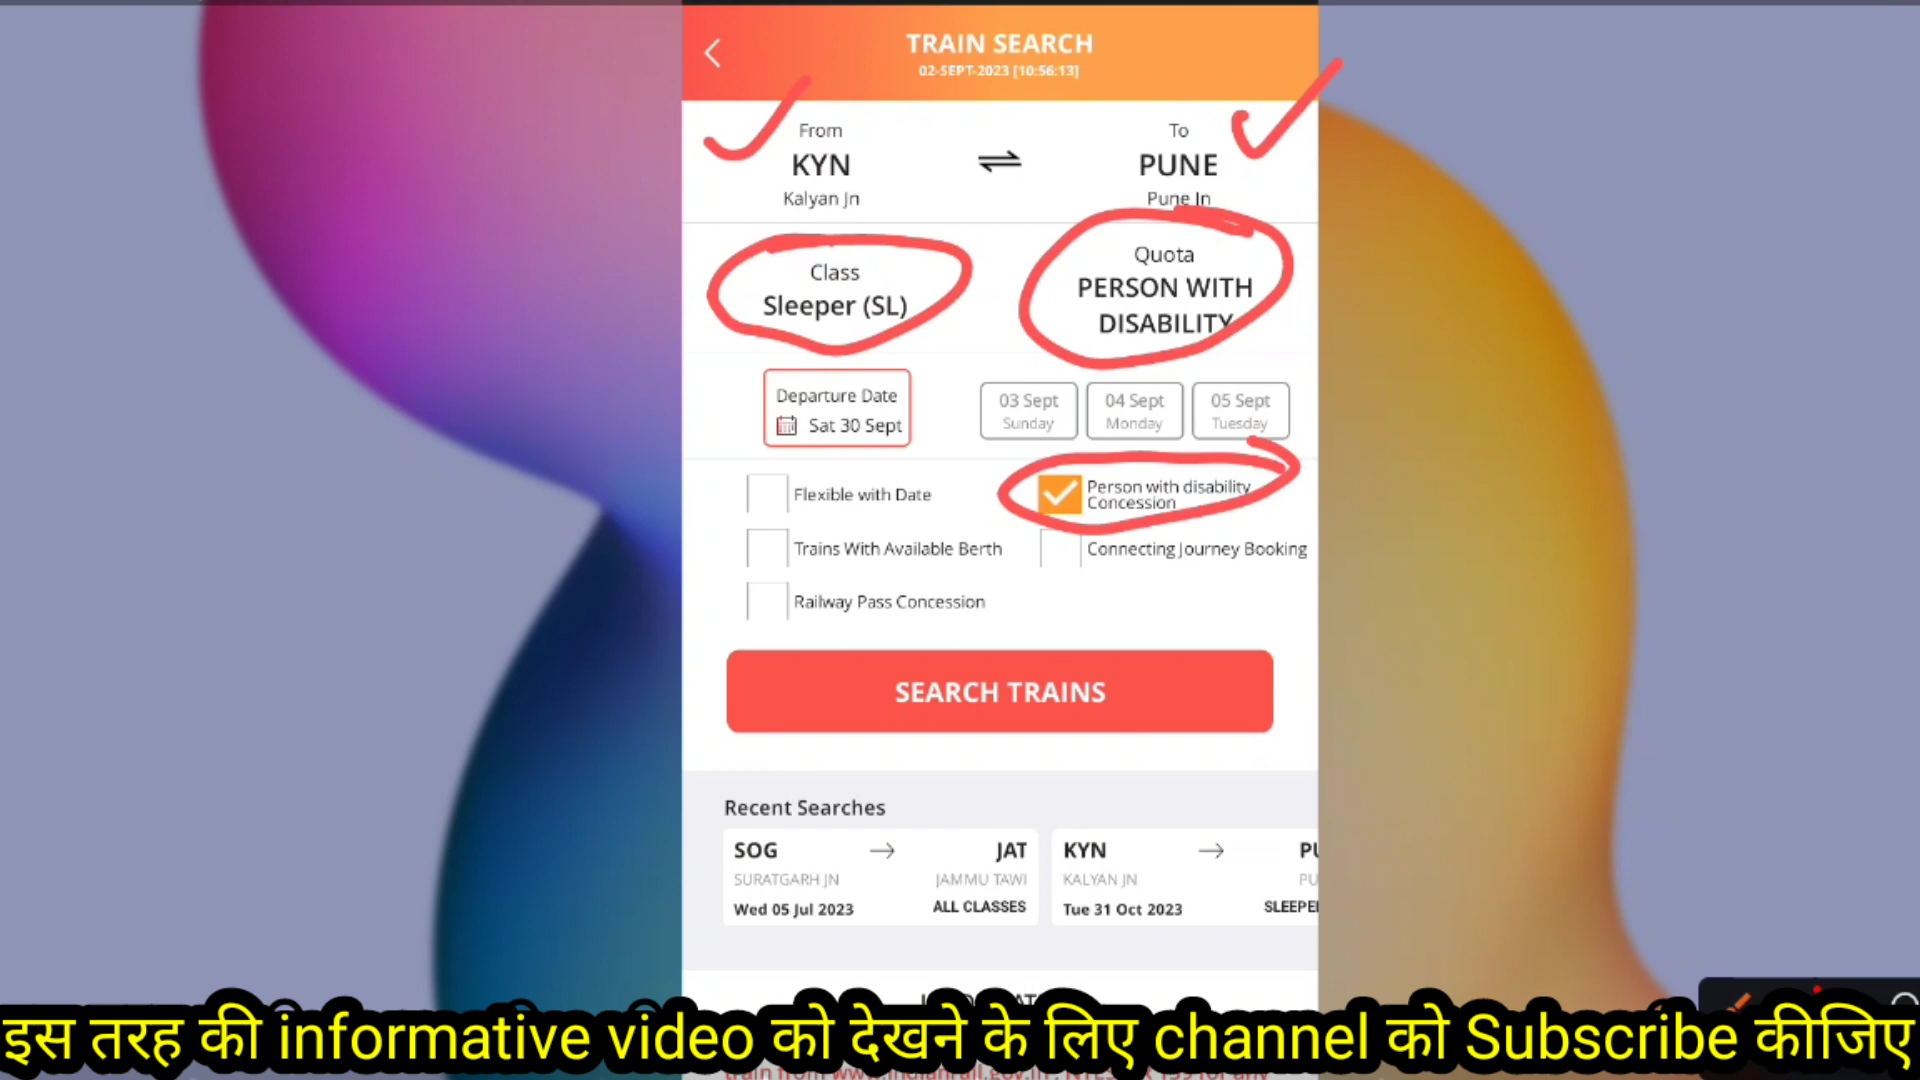 TRAIN SEARCH
02-SEPT-2023 [10:56:13]
From
To
KYN
PUNE
Kalyan Jn
Pune Jn
Class
Quota
Sleeper (SL)
PERSON WITH
DISABILITY
Departure Date
Sat 30 Sept
03 Sept
04 Sept
05 Sept
Sunday
Monday
Tuesday
Flexible with Date
Person with disability
Concession
Trains With Available Berth
Connecting Journey Booking
Railway Pass Concession
SEARCH TRAINS
Recent Searches
SOG → JAT
SURATGARH JN JAMMU TAWI
Wed 05 Jul 2023 ALL CLASSES
KYN → PU
KALYAN JN PU
Tue 31 Oct 2023 SLEEPE
इस तरह की informative video को देखने के लिए channel को Subscribe कीजिए